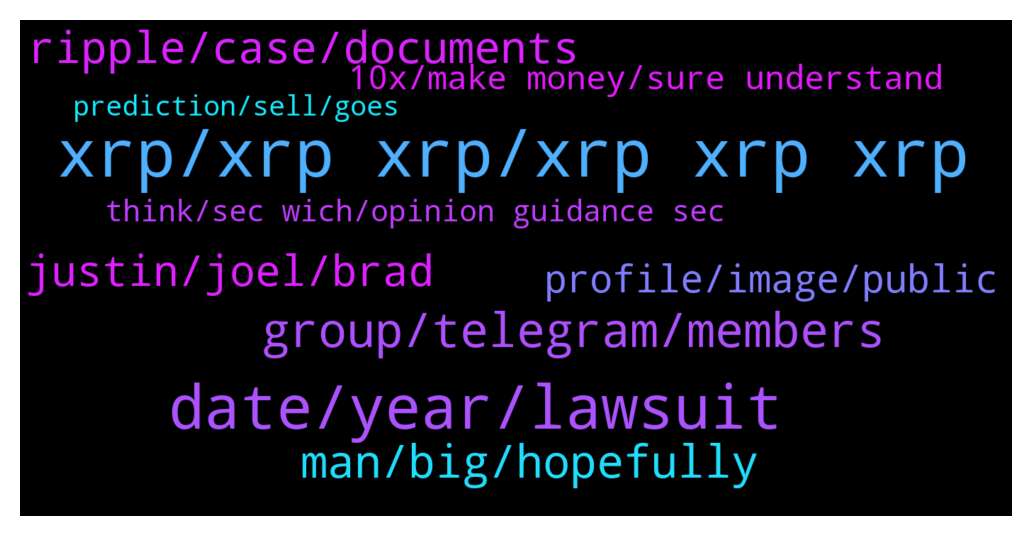 ripple/case/documents
10x/make money/sure understand
prediction/sell/goes
xrp/xrp xrp/xrp xrp xrp
think/sec wich/opinion guidance sec
justin/joel/brad
profile/image/public
group/telegram/members
date/year/lawsuit
man/big/hopefully